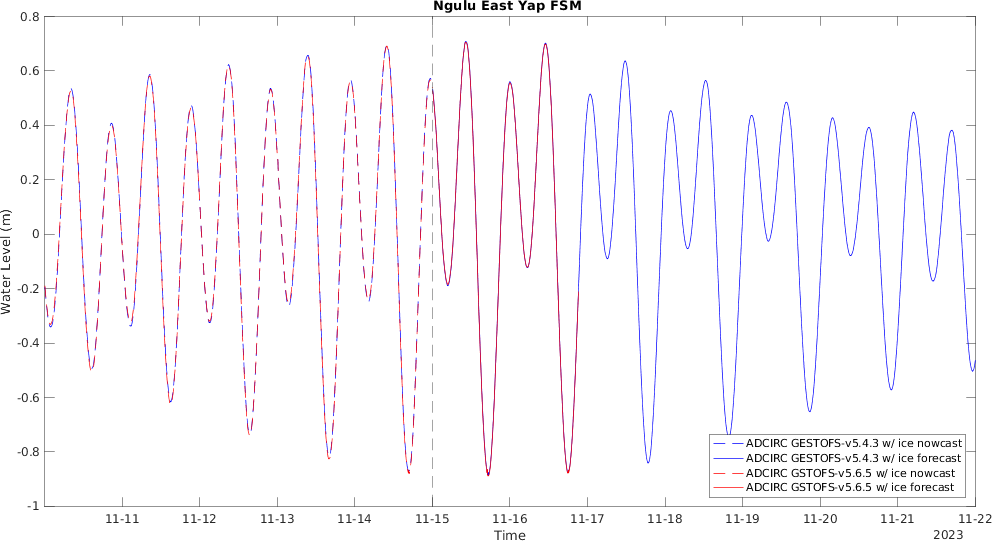 Ngulu East Yap FSM
Water Level (m)
0.8
0.6
0.4
0.2
0
-0.2
-0.4
-0.6
-0.8
-1
ADCIRC GESTOFS-v5.4.3 w/ ice nowcast
ADCIRC GESTOFS-v5.4.3 w/ ice forecast
ADCIRC GSTOFS-v5.6.5 w/ ice nowcast
ADCIRC GSTOFS-v5.6.5 w/ ice forecast
11-11 11-12 11-13 11-14 11-15 11-16 11-17 11-18 11-19 11-20 11-21 11-22
Time 2023